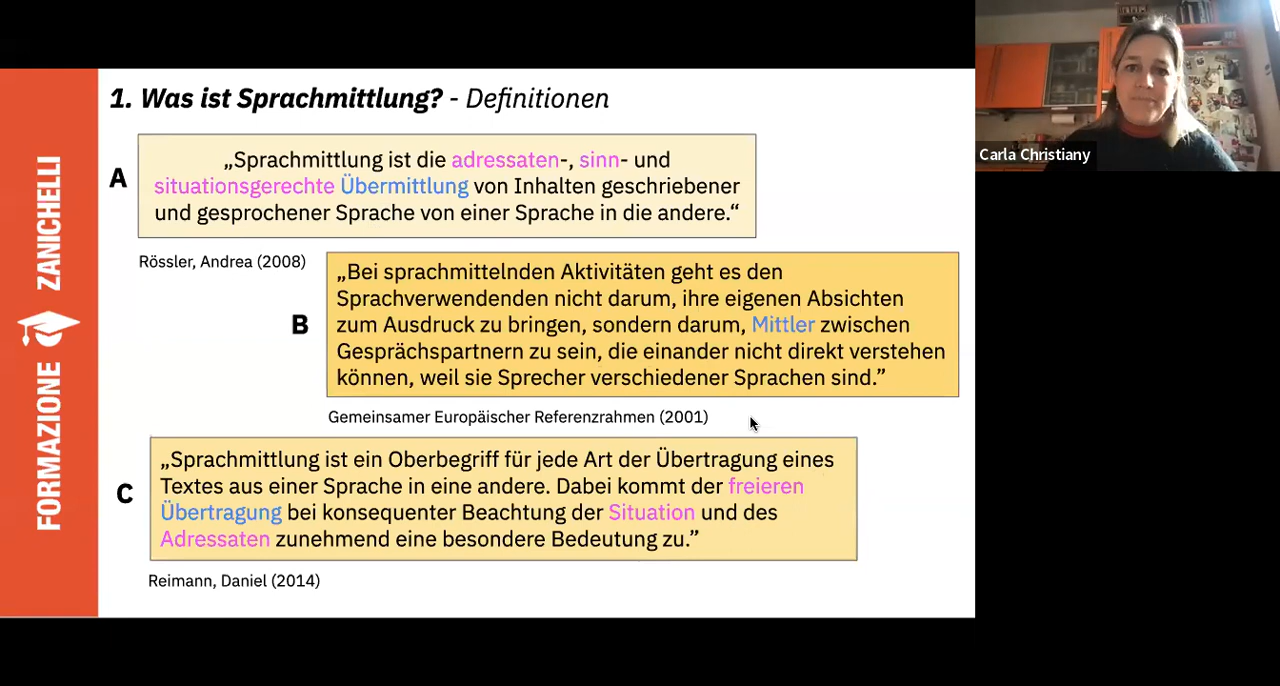 1. Was ist Sprachmittlung? - Definitionen
A
„Sprachmittlung ist die adressaten-, sinn- und
situationsgerechte Übermittlung von Inhalten geschriebener
und gesprochener Sprache von einer Sprache in die andere.“
Rössler, Andrea (2008)
B
„Bei sprachmittelnden Aktivitäten geht es den
Sprachverwendenden nicht darum, ihre eigenen Absichten
zum Ausdruck zu bringen, sondern darum, Mittler zwischen
Gesprächspartnern zu sein, die einander nicht direkt verstehen
können, weil sie Sprecher verschiedener Sprachen sind.”
Gemeinsamer Europäischer Referenzrahmen (2001)
C
„Sprachmittlung ist ein Oberbegriff für jede Art der Übertragung eines
Textes aus einer Sprache in eine andere. Dabei kommt der freieren
Übertragung bei konsequenter Beachtung der Situation und des
Adressaten zunehmend eine besondere Bedeutung zu.”
Reimann, Daniel (2014)
FORMAZIONE ZANICHELLI
Carla Christiany